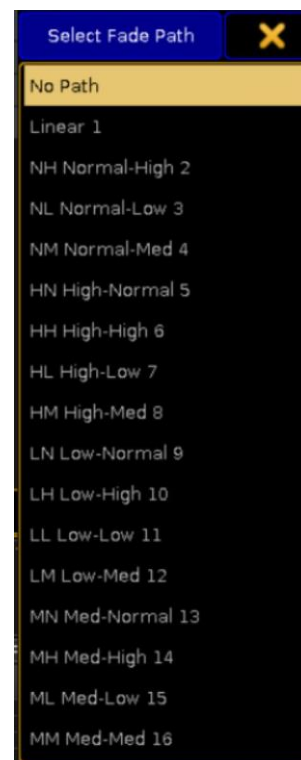 Select Fade Path
No Path
Linear 1
NH Normal-High 2
NL Normal-Low 3
NM Normal-Med 4
HN High-Normal 5
HH High-High 6
HL High-Low 7
HM High-Med 8
LN Low-Normal 9
LH Low-High 10
LL Low-Low 11
LM Low-Med 12
MN Med-Normal 13
MH Med-High 14
ML Med-Low 15
MM Med-Med 16